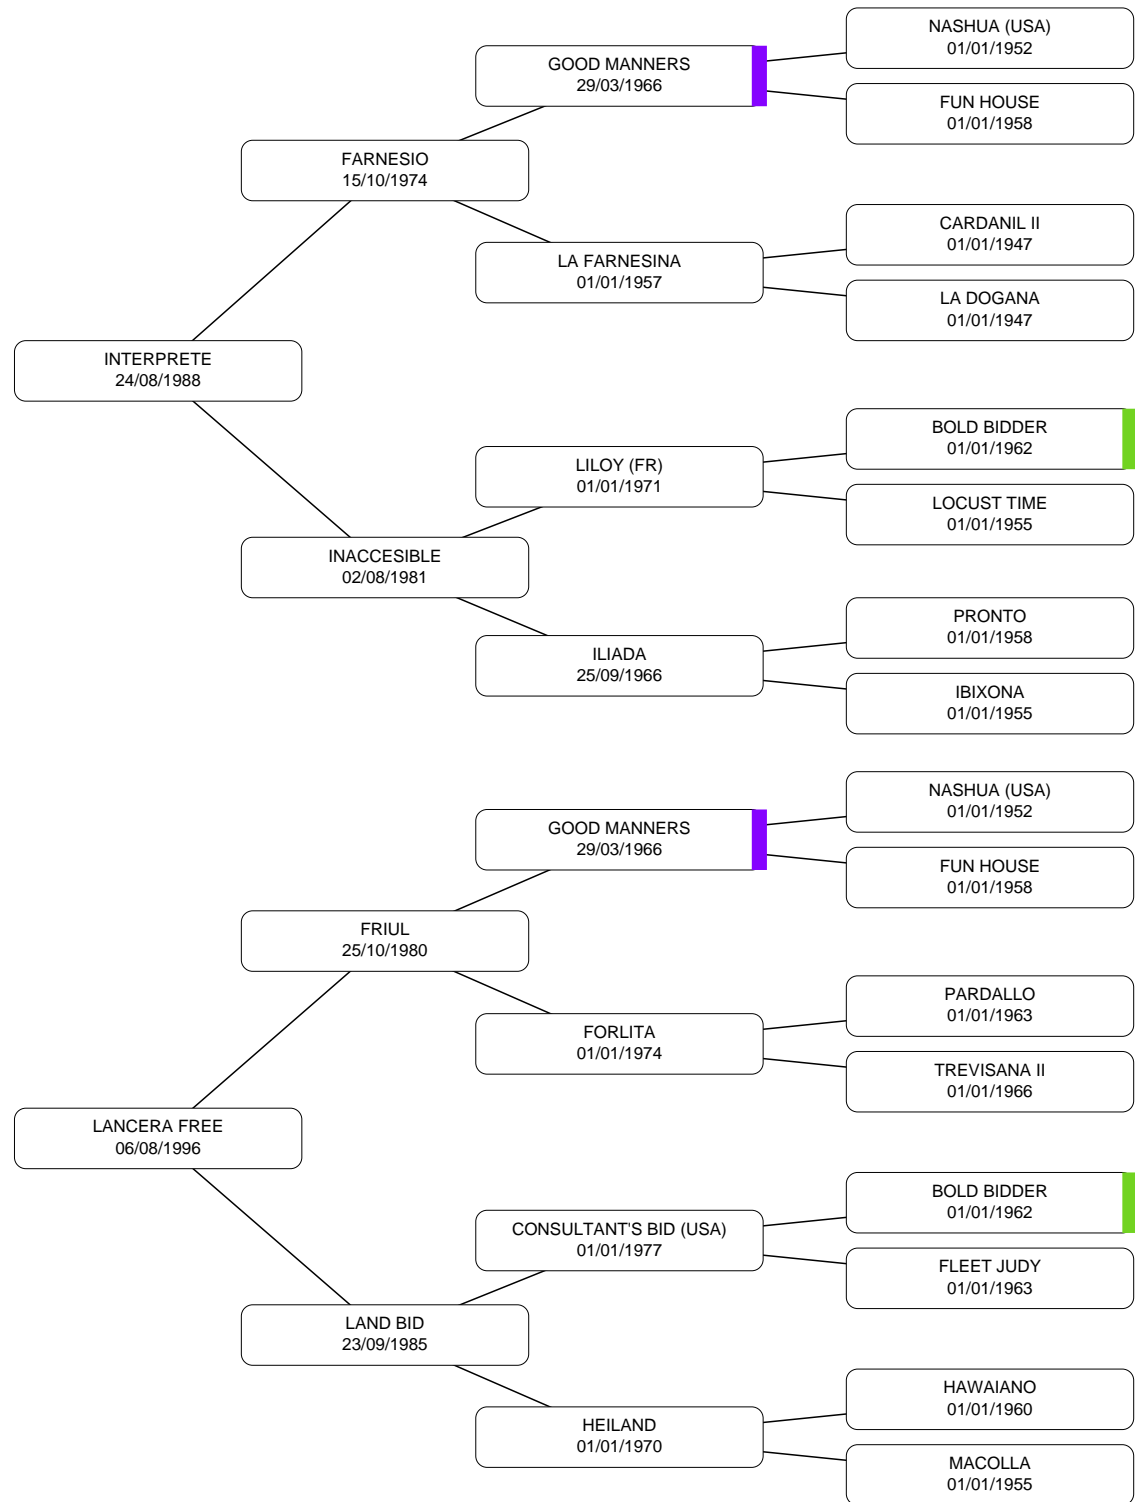 NASHUA (USA)
01/01/1952
GOOD MANNERS
29/03/1966
FUN HOUSE
01/01/1958
FARNESIO
15/10/1974
CARDANIL II
01/01/1947
LA FARNESINA
01/01/1957
LA DOGANA
01/01/1947
INTERPRETE
24/08/1988
BOLD BIDDER
01/01/1962
LILOY (FR)
01/01/1971
LOCUST TIME
01/01/1955
INACCESIBLE
02/08/1981
PRONTO
01/01/1958
ILIADA
25/09/1966
IBIXONA
01/01/1955
NASHUA (USA)
01/01/1952
GOOD MANNERS
29/03/1966
FUN HOUSE
01/01/1958
FRIUL
25/10/1980
PARDALLO
01/01/1963
FORLITA
01/01/1974
TREVISANA II
01/01/1966
LANCERA FREE
06/08/1996
BOLD BIDDER
01/01/1962
CONSULTANT'S BID (USA)
01/01/1977
FLEET JUDY
01/01/1963
LAND BID
23/09/1985
HAWAIANO
01/01/1960
HEILAND
01/01/1970
MACOLLA
01/01/1955